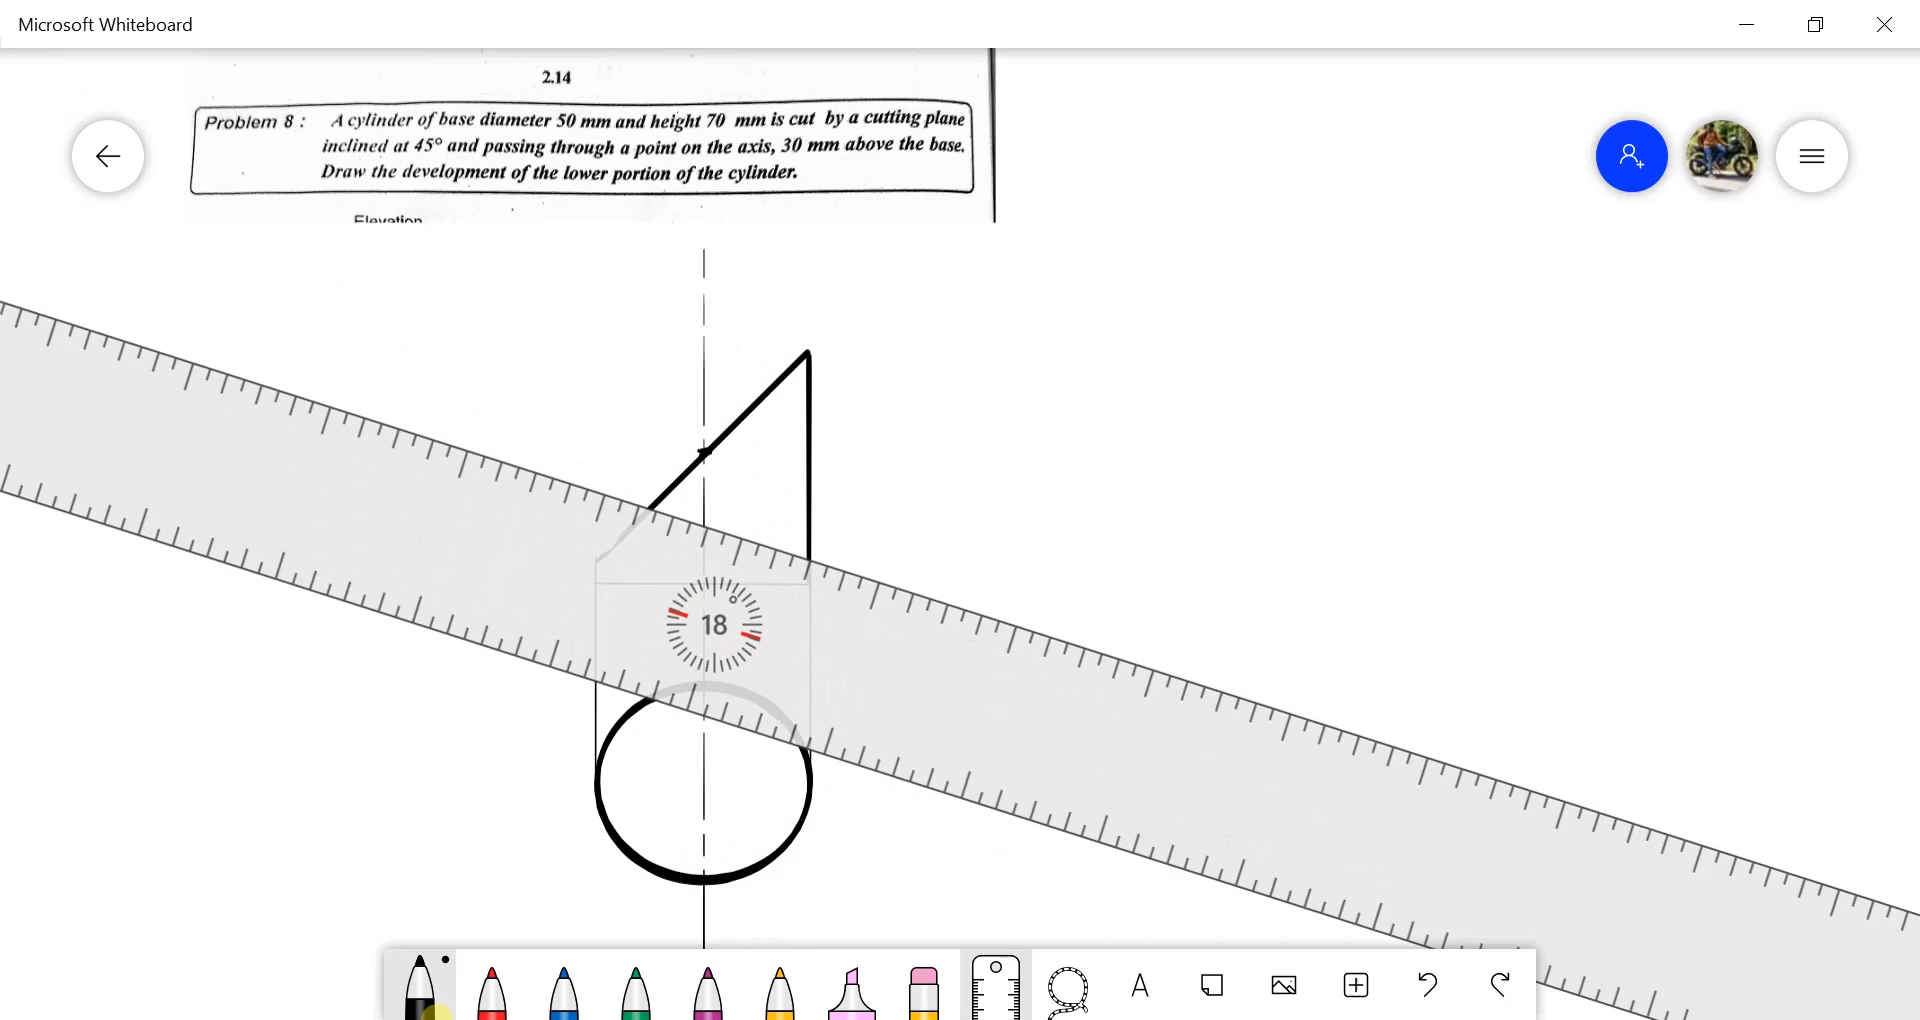 Microsoft Whiteboard
2.14
Problem 8 : A cylinder of base diameter 50 mm and height 70 mm is cut by a cutting plane
inclined at 45° and passing through a point on the axis, 30 mm above the base.
Draw the development of the lower portion of the cylinder.
Elevation
18°